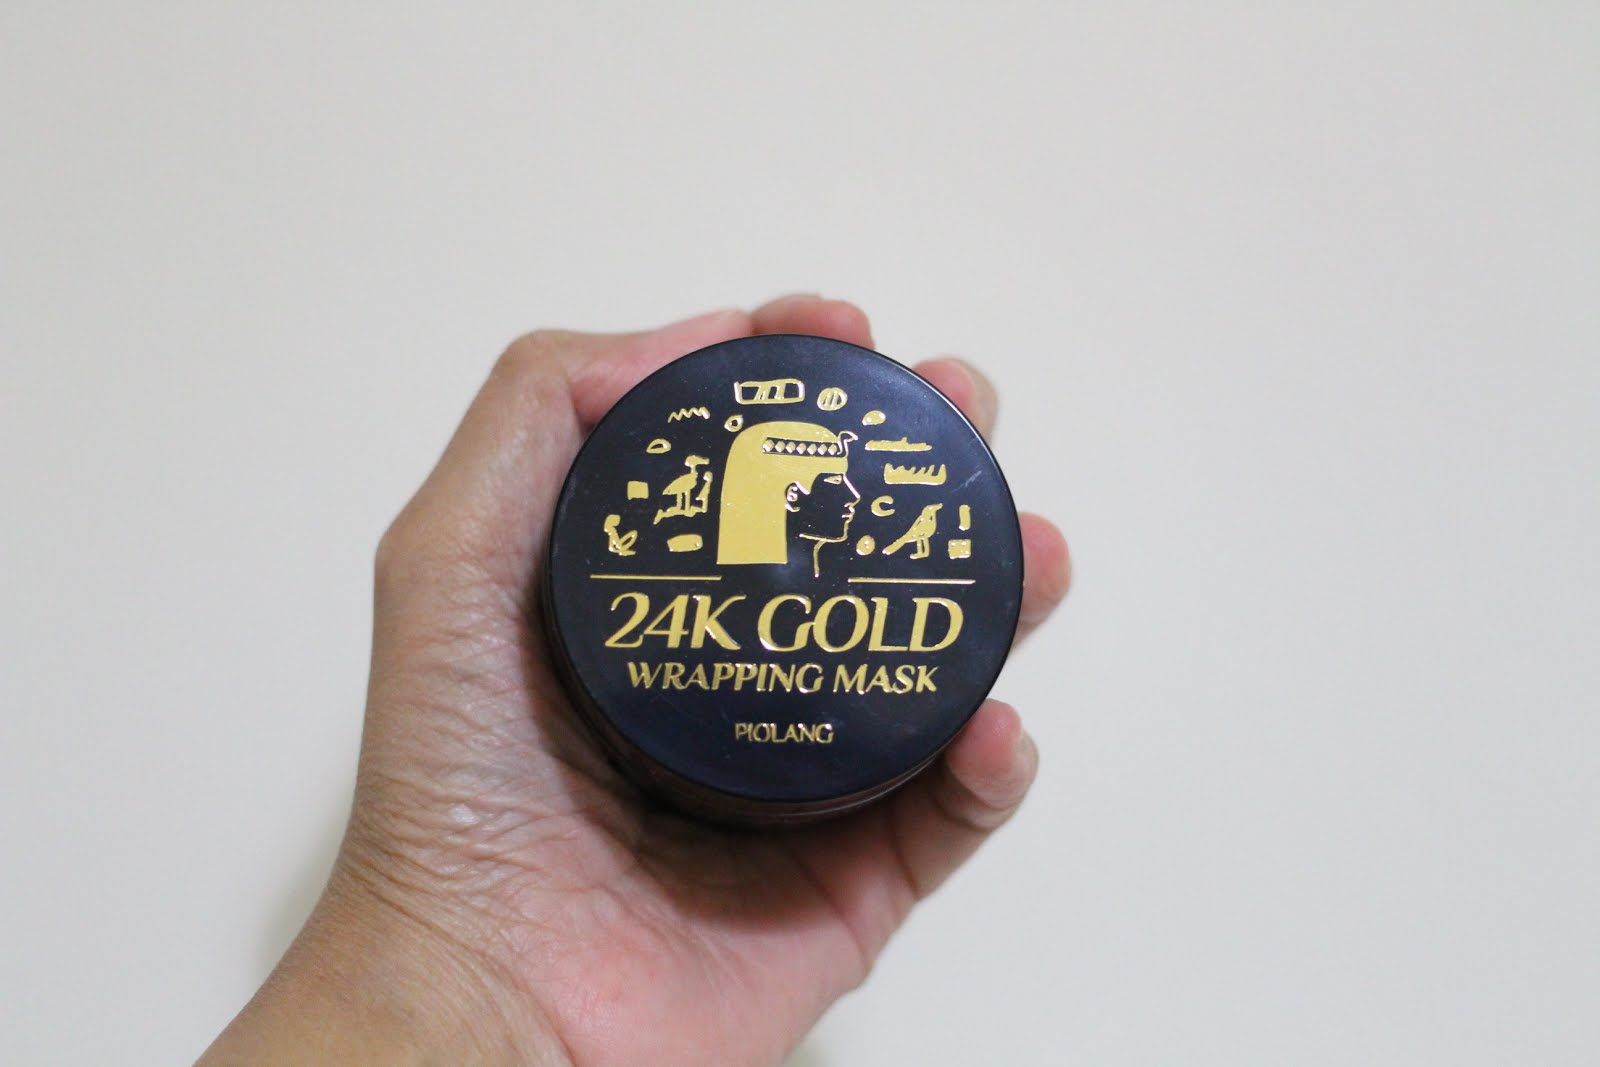 24K GOLD
WRAPPING MASK
PIOLANG